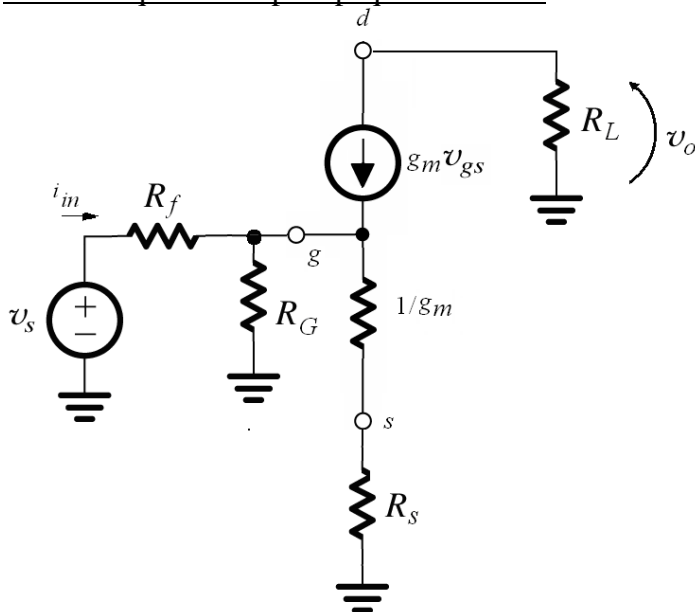 d
R_L
v_o
g_m v_gs
i_in
R_f
g
v_s
+
−
R_G
1/g_m
s
R_s